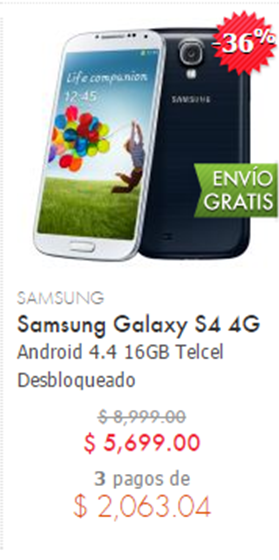 -36%
Life companion
12:45
SAMSUNG
ENVÍO
GRATIS
SAMSUNG
Samsung Galaxy S4 4G
Android 4.4 16GB Telcel
Desbloqueado
$ 8,999.00
$ 5,699.00
3 pagos de
$ 2,063.04